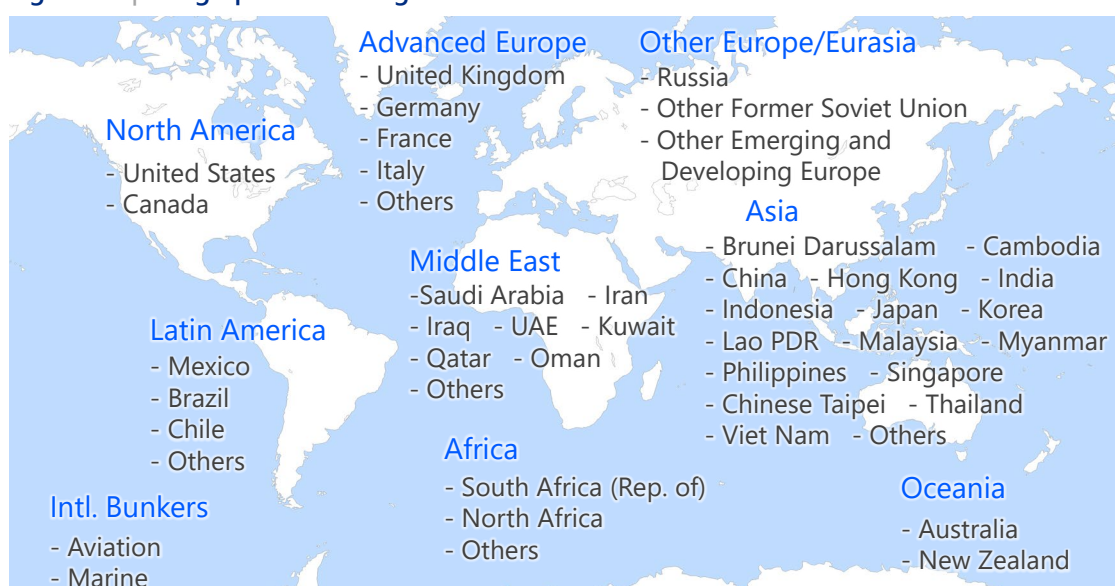 North America
- United States
- Canada
Advanced Europe
- United Kingdom
- Germany
- France
- Italy
- Others
Other Europe/Eurasia
- Russia
- Other Former Soviet Union
- Other Emerging and
Developing Europe
Asia
- Brunei Darussalam - Cambodia
- China - Hong Kong - India
- Indonesia - Japan - Korea
- Lao PDR - Malaysia - Myanmar
- Philippines - Singapore
- Chinese Taipei - Thailand
- Viet Nam - Others
Middle East
-Saudi Arabia - Iran
- Iraq - UAE - Kuwait
- Qatar - Oman
- Others
Latin America
- Mexico
- Brazil
- Chile
- Others
Africa
- South Africa (Rep. of)
- North Africa
- Others
Oceania
- Australia
- New Zealand
Intl. Bunkers
- Aviation
- Marine